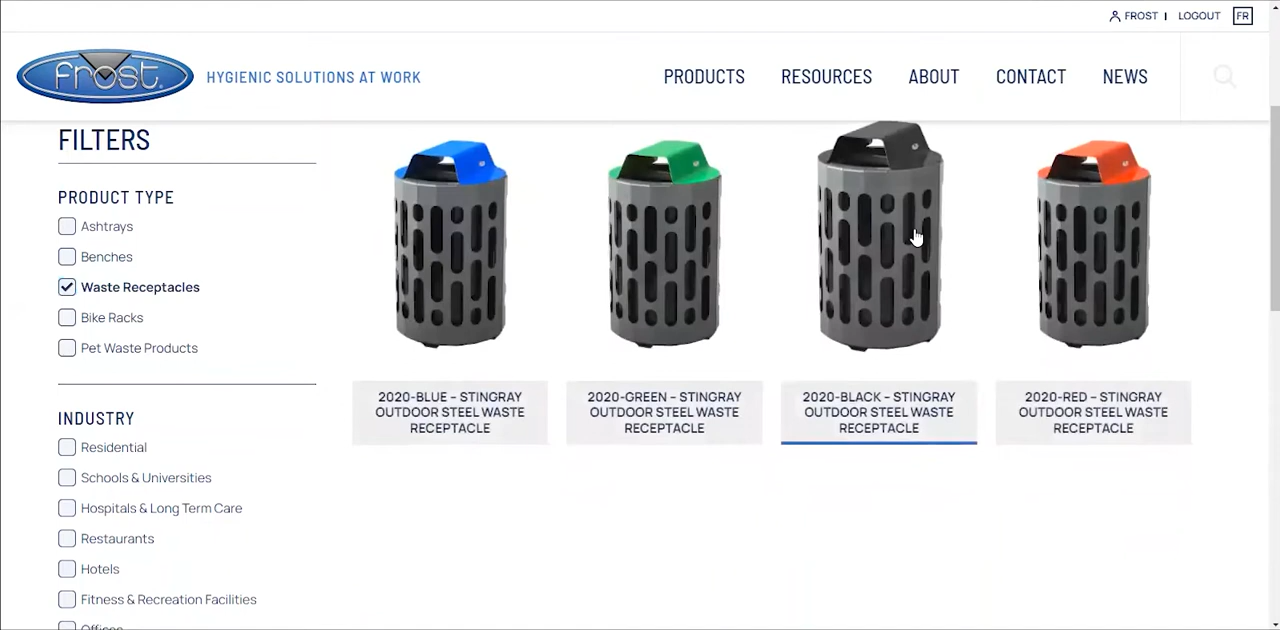 FROST | LOGOUT FR
frost
HYGIENIC SOLUTIONS AT WORK
PRODUCTS RESOURCES ABOUT CONTACT NEWS
FILTERS
PRODUCT TYPE
Ashtrays
Benches
Waste Receptacles
Bike Racks
Pet Waste Products
INDUSTRY
Residential
Schools & Universities
Hospitals & Long Term Care
Restaurants
Hotels
Fitness & Recreation Facilities
Offices
2020-BLUE – STINGRAY
OUTDOOR STEEL WASTE
RECEPTACLE
2020-GREEN – STINGRAY
OUTDOOR STEEL WASTE
RECEPTACLE
2020-BLACK – STINGRAY
OUTDOOR STEEL WASTE
RECEPTACLE
2020-RED – STINGRAY
OUTDOOR STEEL WASTE
RECEPTACLE